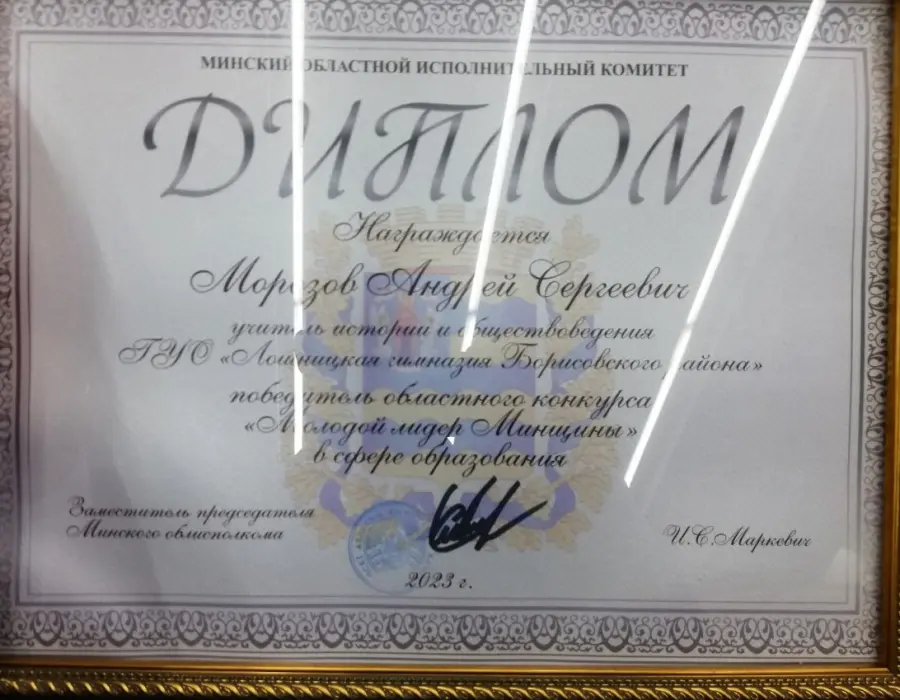 МИНСКИЙ ОБЛАСТНОЙ ИСПОЛНИТЕЛЬНЫЙ КОМИТЕТ
ДИПЛОМ
Награждается
Морозов Андрей Сергеевич
учитель истории и обществоведения
ГУО «Лошницкая гимназия Борисовского района»
победитель областного конкурса
«Молодой лидер Минщины»
в сфере образования
Заместитель председателя
Минского облисполкома
И.С.Маркевич
2023 г.